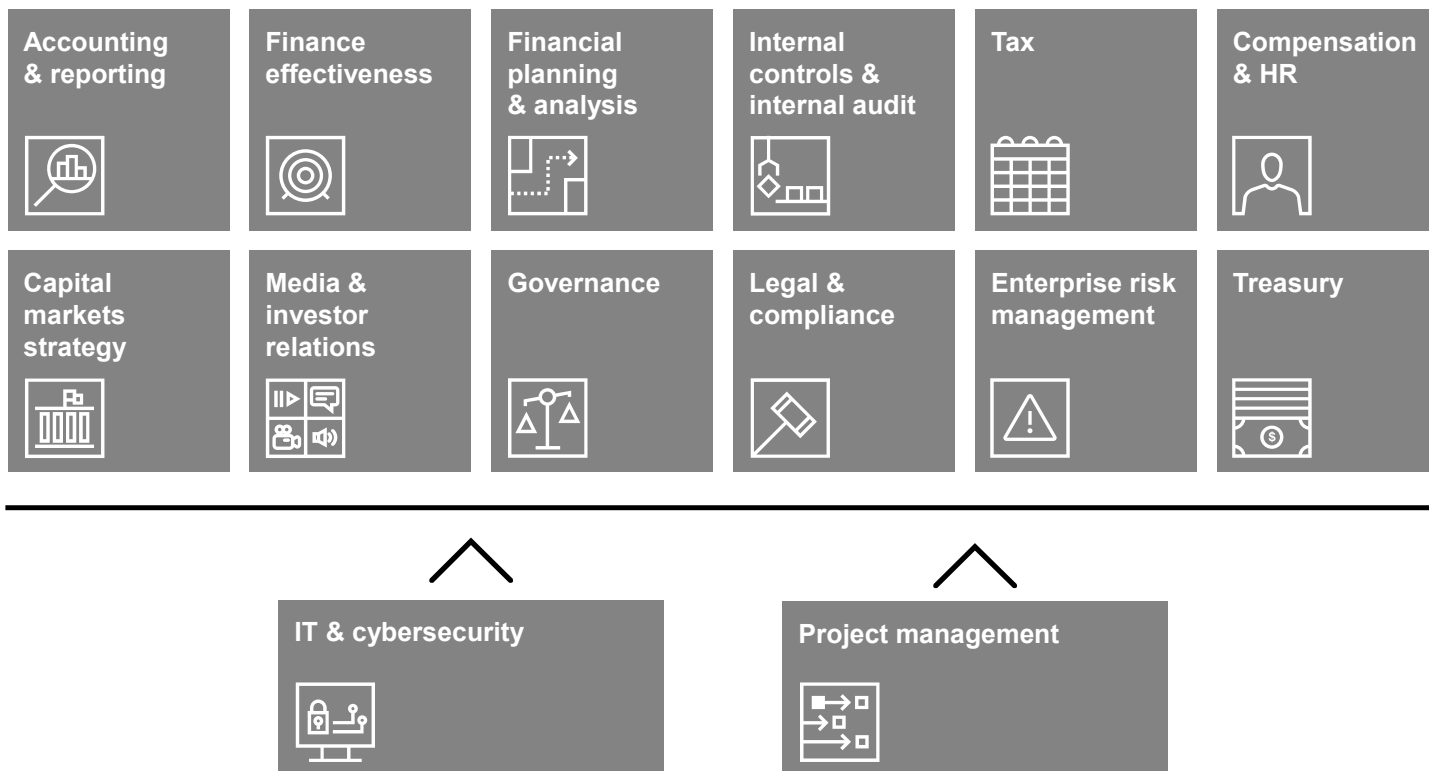 Accounting
& reporting
Finance
effectiveness
Financial
planning
& analysis
Internal
controls &
internal audit
Tax
Compensation
& HR
Capital
markets
strategy
Media &
investor
relations
Governance
Legal &
compliance
Enterprise risk
management
Treasury
$
IT & cybersecurity
Project management